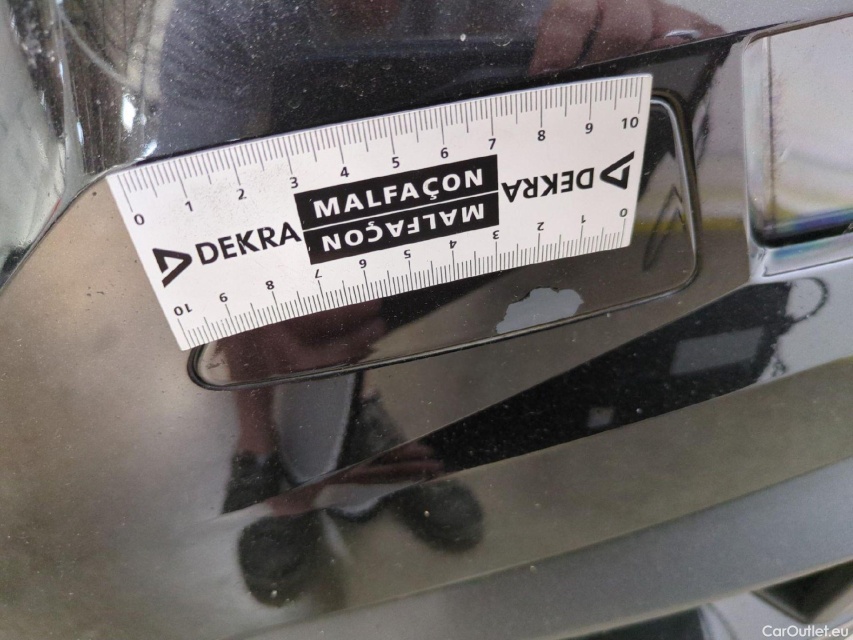 0 1 2 3 4 5 6 7 8 9 10
DEKRA MALFAÇON DEKRA
MALFAÇON
10 9 8 7 6 5 4 3 2 1 0
CarOutlet.eu